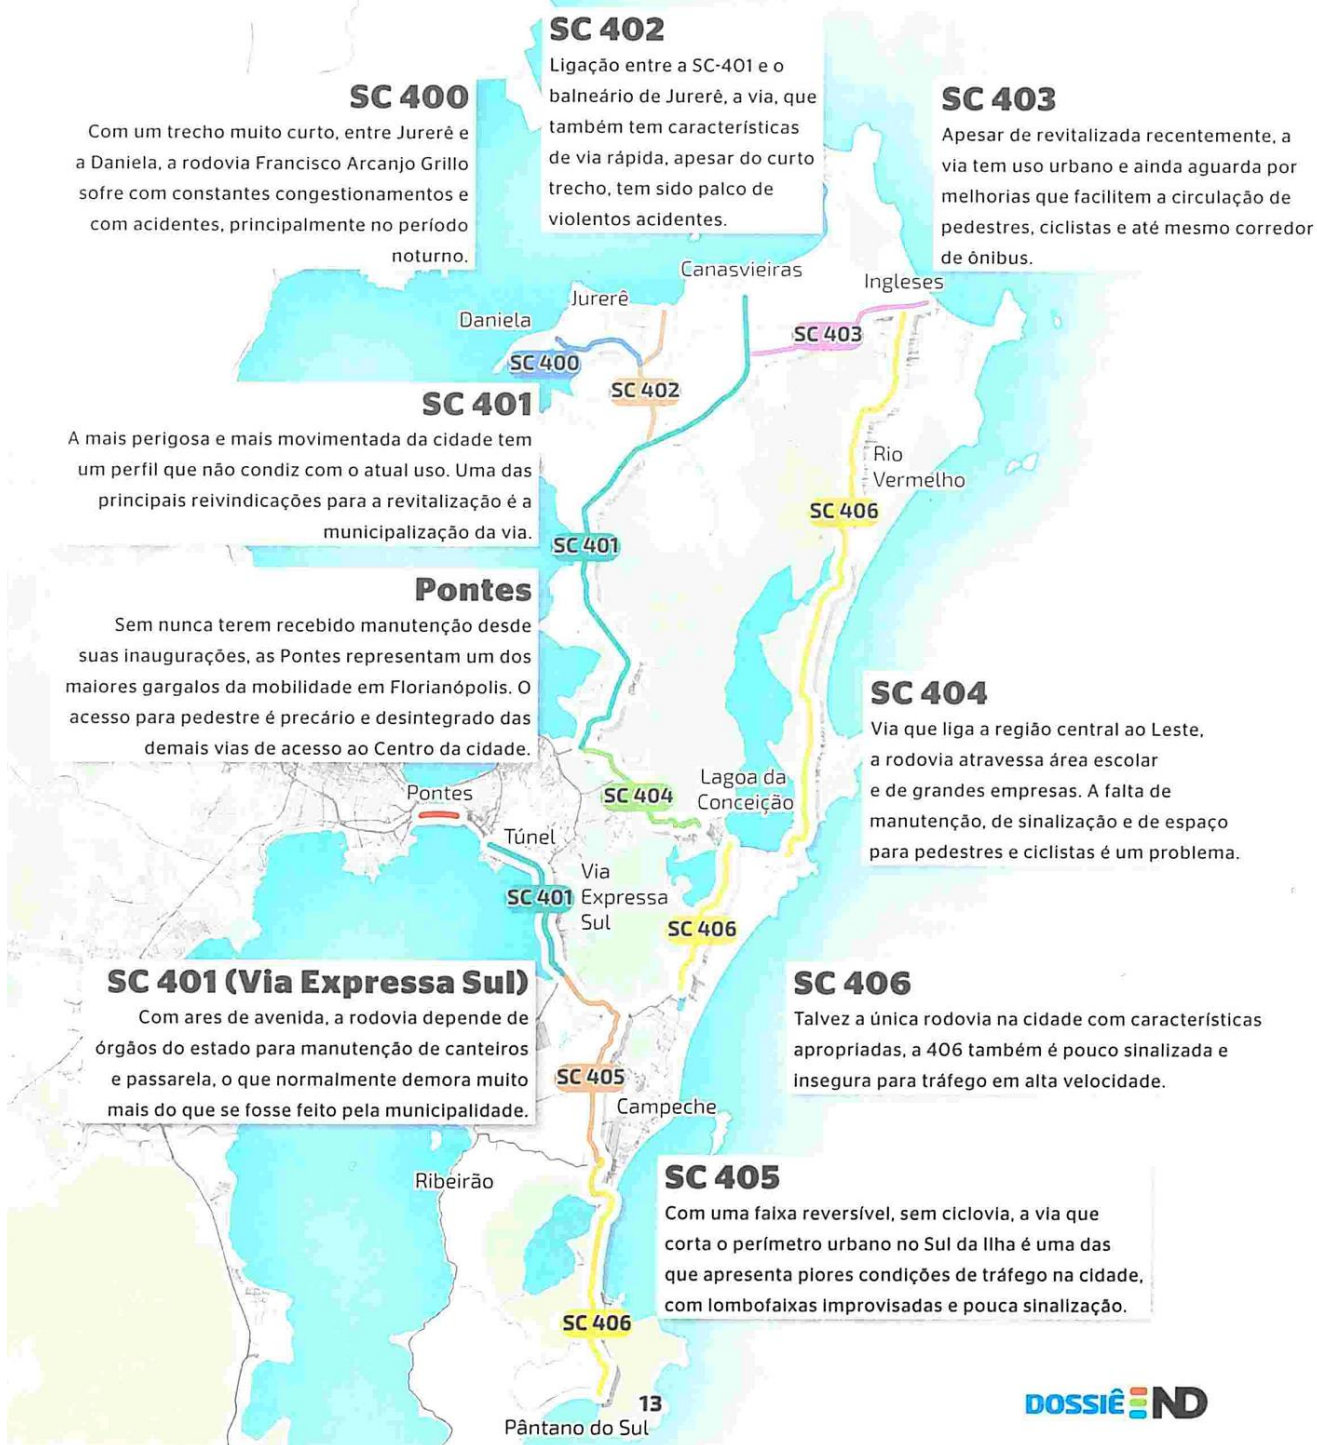 SC 402
Ligação entre a SC-401 e o
balneário de Jurerê, a via, que
também tem características
de via rápida, apesar do curto
trecho, tem sido palco de
violentos acidentes.
SC 400
Com um trecho muito curto, entre Jurerê e
a Daniela, a rodovia Francisco Arcanjo Grillo
sofre com constantes congestionamentos e
com acidentes, principalmente no período
noturno.
SC 403
Apesar de revitalizada recentemente, a
via tem uso urbano e ainda aguarda por
melhorias que facilitem a circulação de
pedestres, ciclistas e até mesmo corredor
de ônibus.
Canasvieiras
Ingleses
Jurerê
Daniela
SC 403
SC 400
SC 402
SC 401
A mais perigosa e mais movimentada da cidade tem
um perfil que não condiz com o atual uso. Uma das
principais reivindicações para a revitalização é a
municipalização da via.
Rio
Vermelho
SC 406
SC 401
Pontes
Sem nunca terem recebido manutenção desde
suas inaugurações, as Pontes representam um dos
maiores gargalos da mobilidade em Florianópolis. O
acesso para pedestre é precário e desintegrado das
demais vias de acesso ao Centro da cidade.
SC 404
Via que liga a região central ao Leste,
a rodovia atravessa área escolar
e de grandes empresas. A falta de
manutenção, de sinalização e de espaço
para pedestres e ciclistas é um problema.
Pontes
SC 404
Lagoa da
Conceição
Túnel
SC 401
Via
Expressa
Sul
SC 406
SC 401 (Via Expressa Sul)
Com ares de avenida, a rodovia depende de
órgãos do estado para manutenção de canteiros
e passarela, o que normalmente demora muito
mais do que se fosse feito pela municipalidade.
SC 406
Talvez a única rodovia na cidade com características
apropriadas, a 406 também é pouco sinalizada e
insegura para tráfego em alta velocidade.
SC 405
Campeche
Ribeirão
SC 405
Com uma faixa reversível, sem ciclovia, a via que
corta o perímetro urbano no Sul da Ilha é uma das
que apresenta piores condições de tráfego na cidade,
com lombofaixas improvisadas e pouca sinalização.
SC 406
13
Pântano do Sul
DOSSIÊ ND